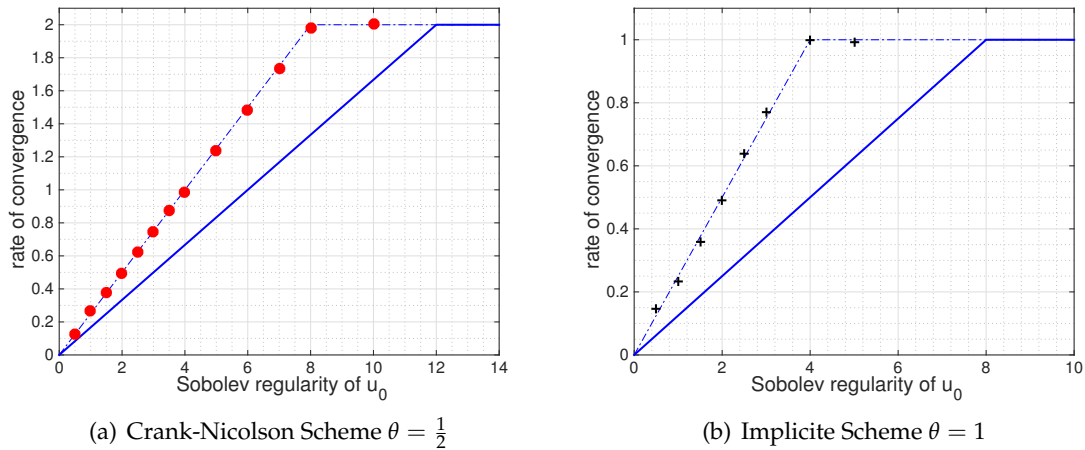 2
1.8
1.6
1.4
1.2
1
0.8
0.6
0.4
0.2
0
rate of convergence
0 2 4 6 8 10 12 14
Sobolev regularity of u₀
(a) Crank-Nicolson Scheme θ = 1/2
1
0.8
0.6
0.4
0.2
0
rate of convergence
0 2 4 6 8 10
Sobolev regularity of u₀
(b) Implicite Scheme θ = 1